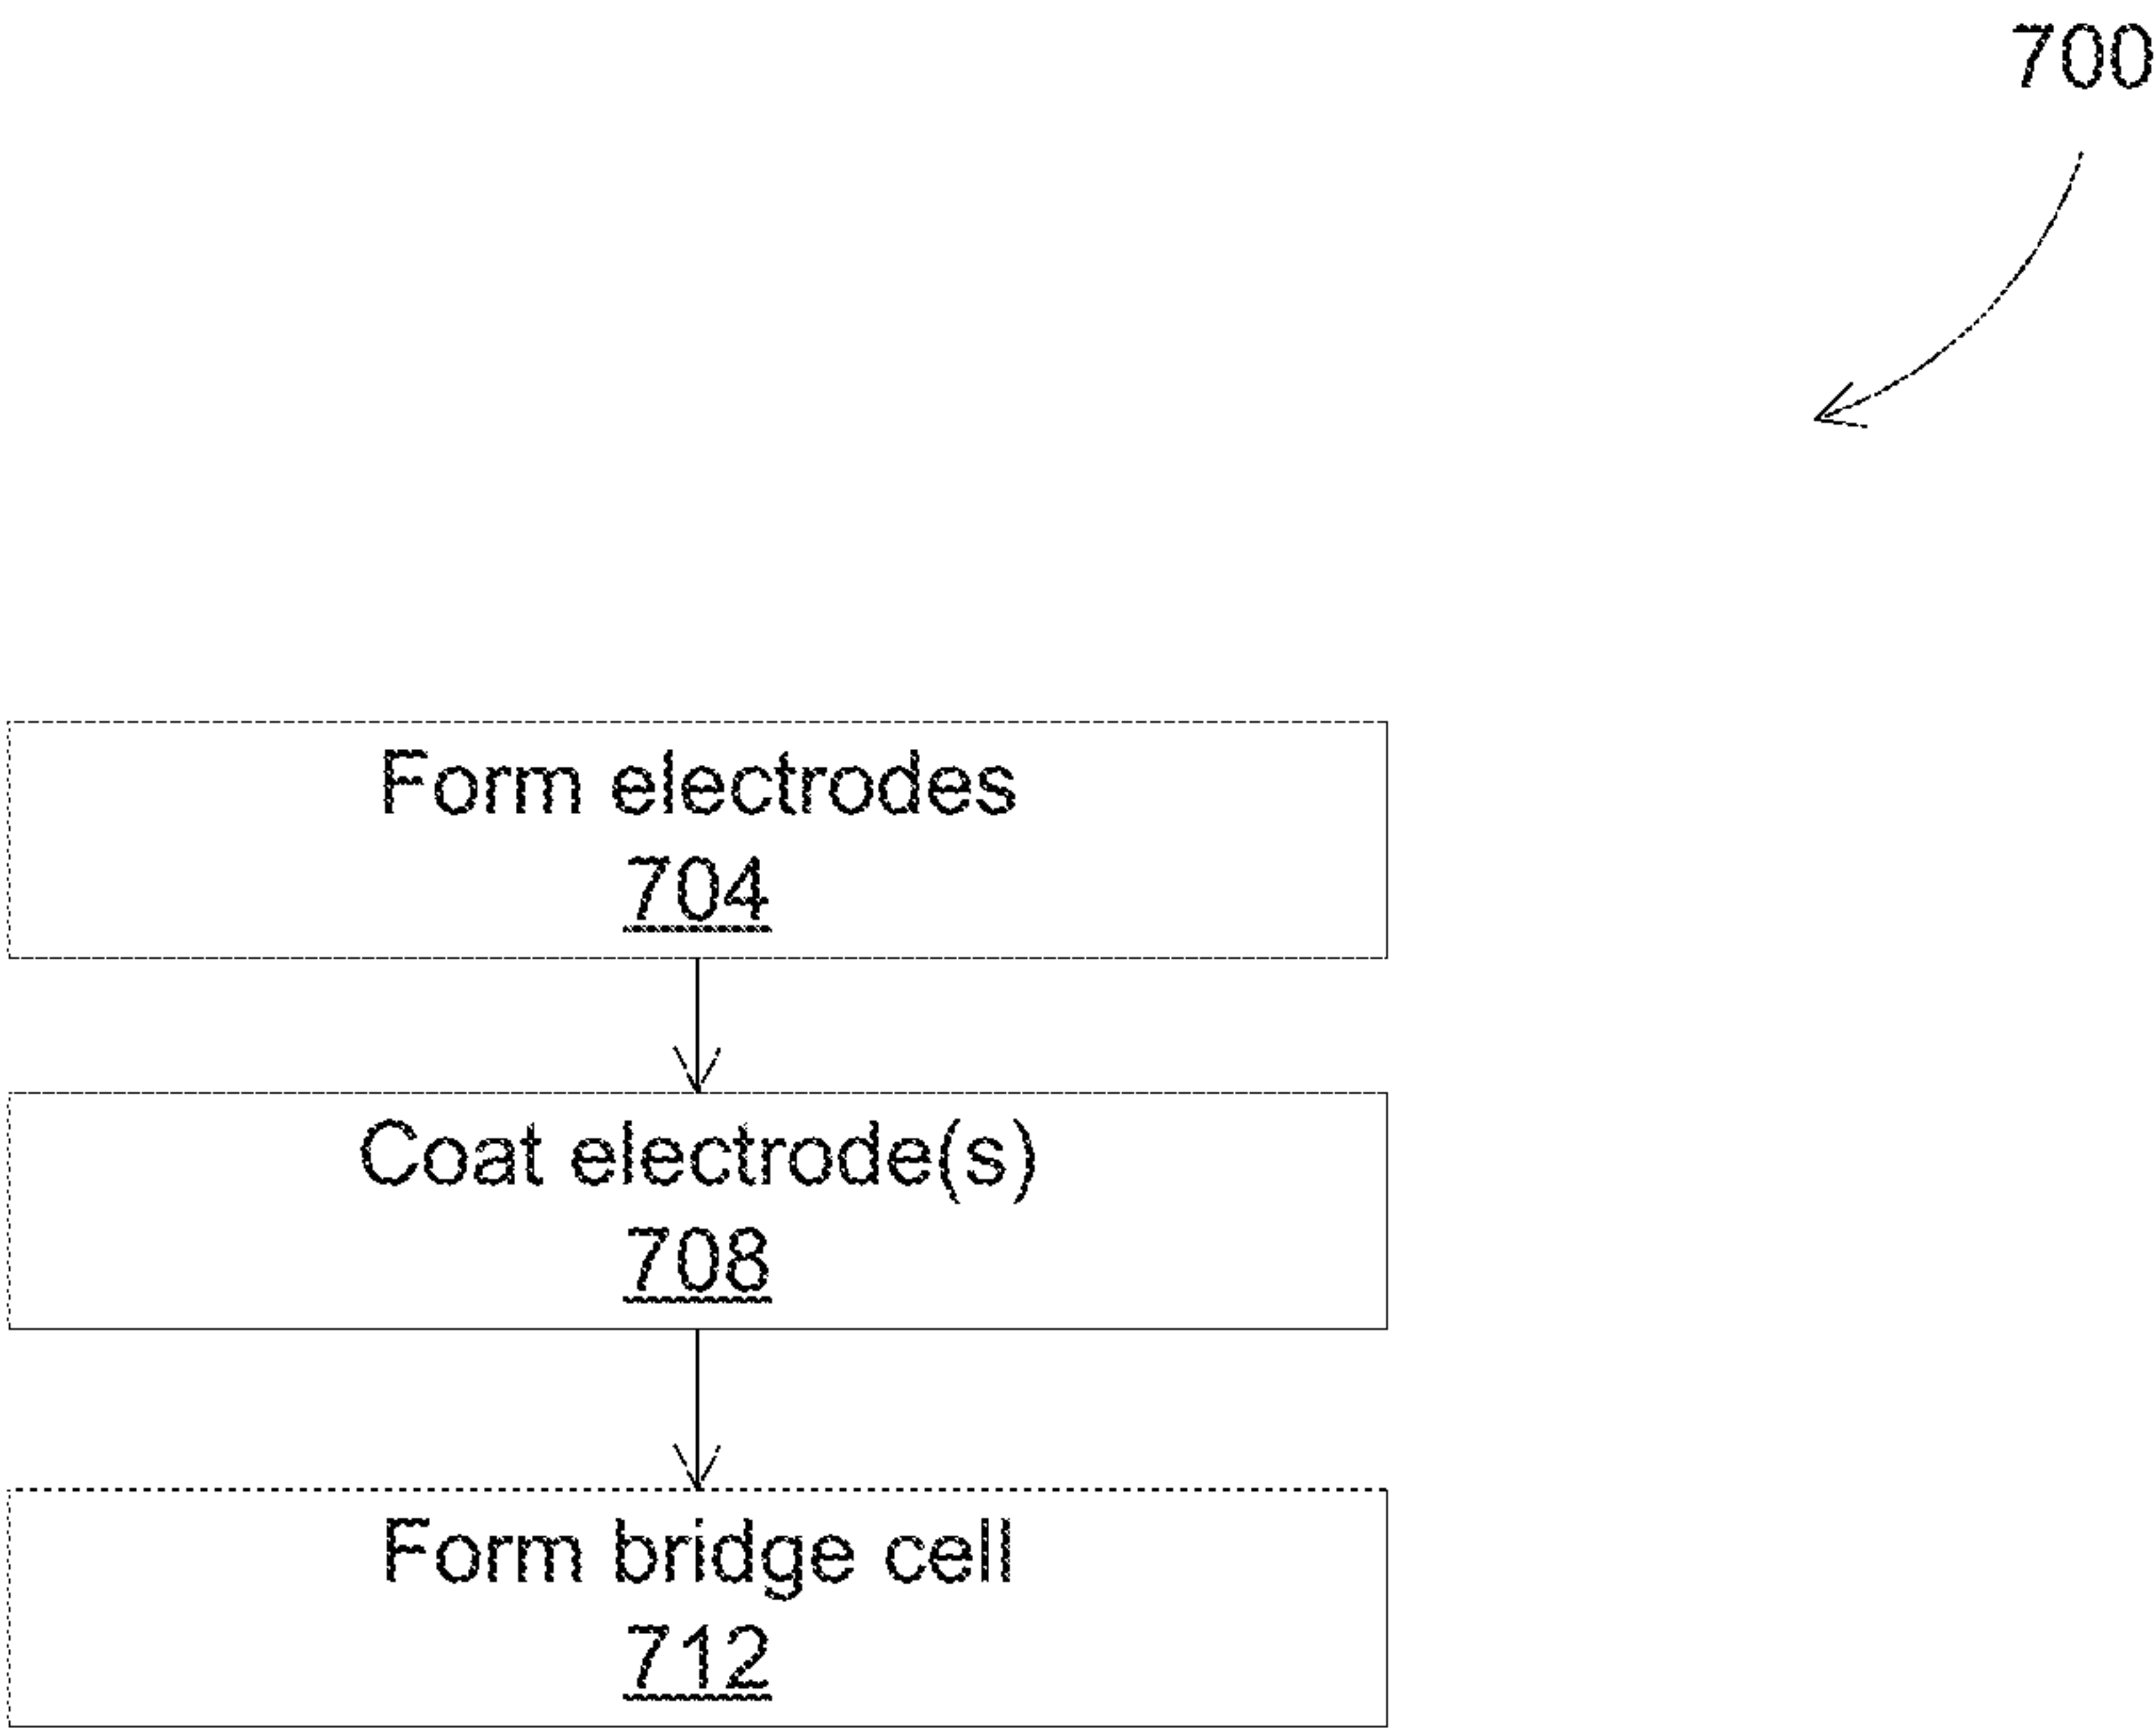 700
Form electrodes
704
Coat electrode(s)
708
Form bridge cell
712